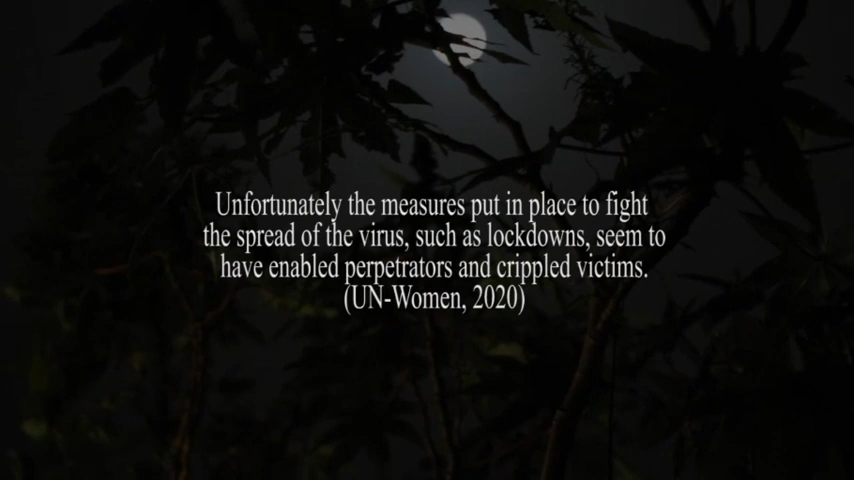 Unfortunately the measures put in place to fight
the spread of the virus, such as lockdowns, seem to
have enabled perpetrators and crippled victims.
(UN-Women, 2020)